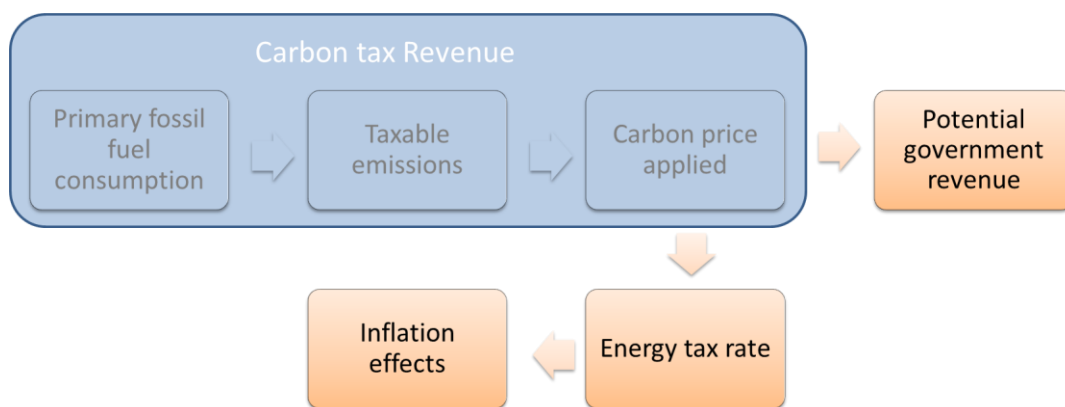 Carbon tax Revenue
Primary fossil
fuel
consumption
Taxable
emissions
Carbon price
applied
Potential
government
revenue
Inflation
effects
Energy tax rate